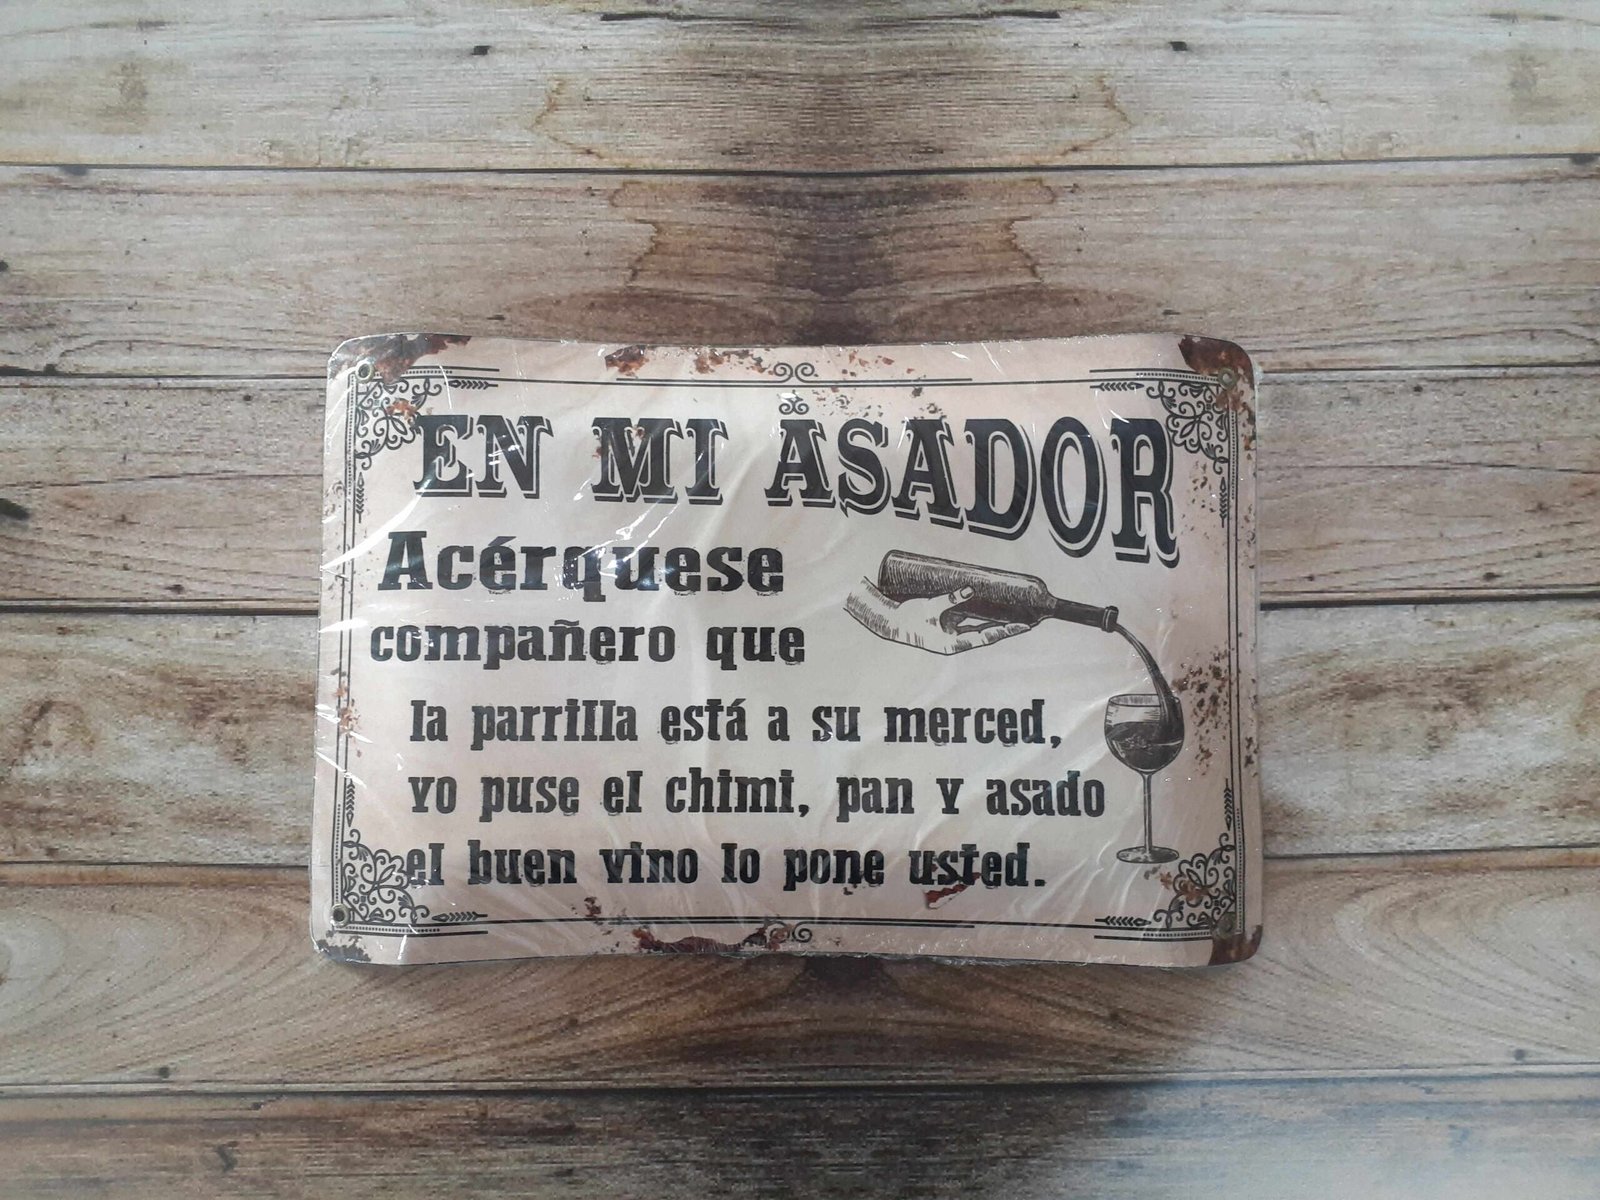 EN MI ASADOR
Acérquese
compañero que
la parrilla está a su merced,
yo puse el chimi, pan y asado
el buen vino lo pone usted.